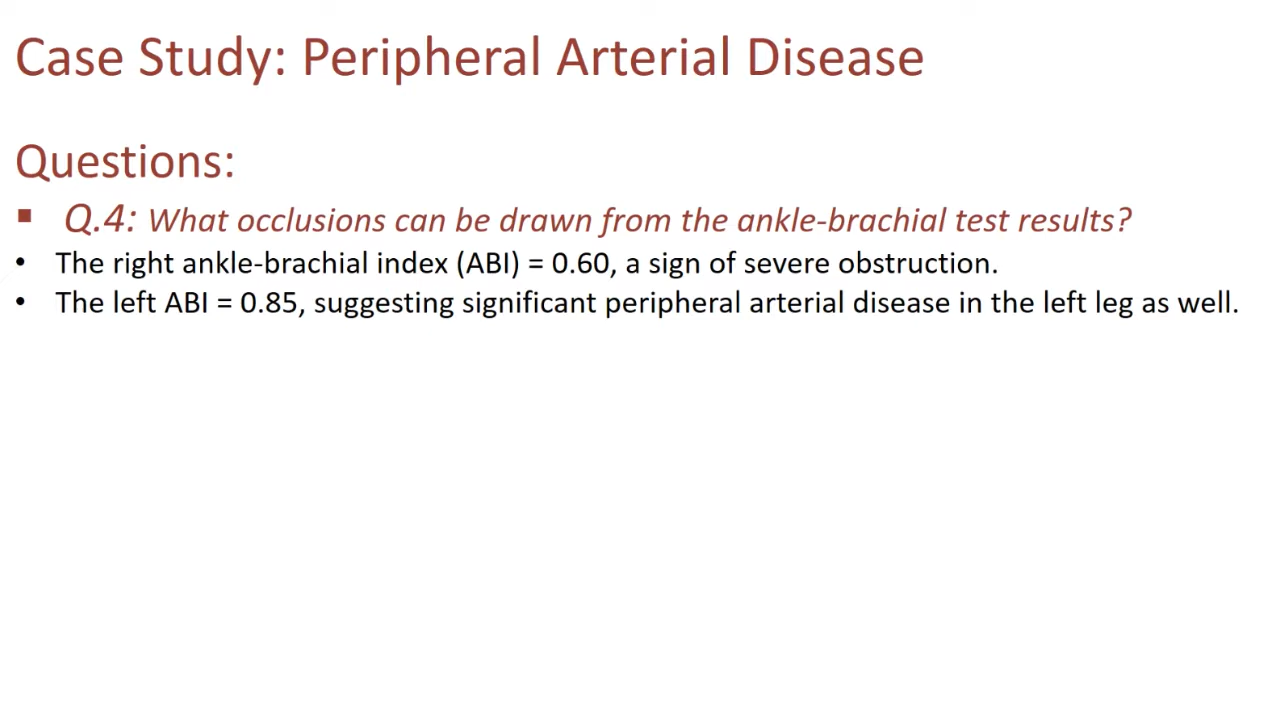 Case Study: Peripheral Arterial Disease
Questions:
▪ Q.4: What occlusions can be drawn from the ankle-brachial test results?
• The right ankle-brachial index (ABI) = 0.60, a sign of severe obstruction.
• The left ABI = 0.85, suggesting significant peripheral arterial disease in the left leg as well.